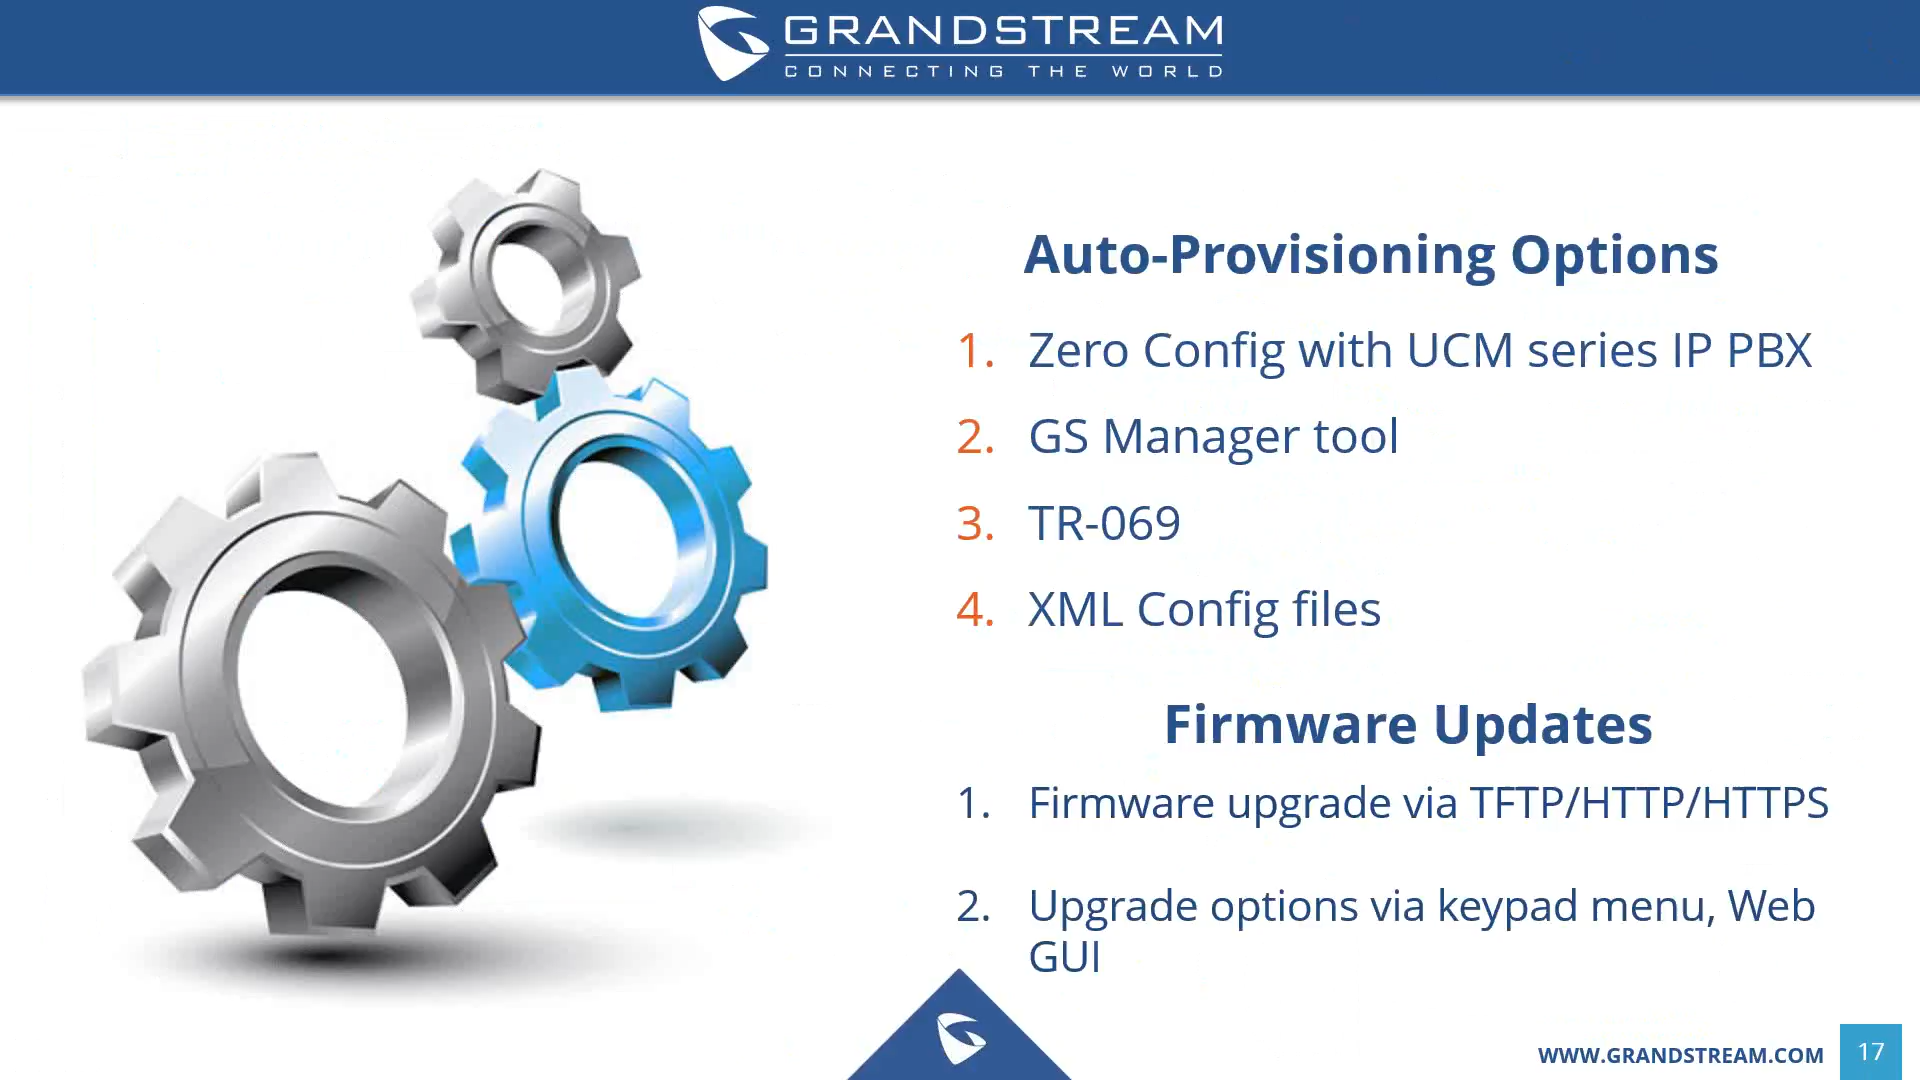 GRANDSTREAM
CONNECTING THE WORLD
Auto-Provisioning Options
1. Zero Config with UCM series IP PBX
2. GS Manager tool
3. TR-069
4. XML Config files
Firmware Updates
1. Firmware upgrade via TFTP/HTTP/HTTPS
2. Upgrade options via keypad menu, Web
GUI
WWW.GRANDSTREAM.COM
17